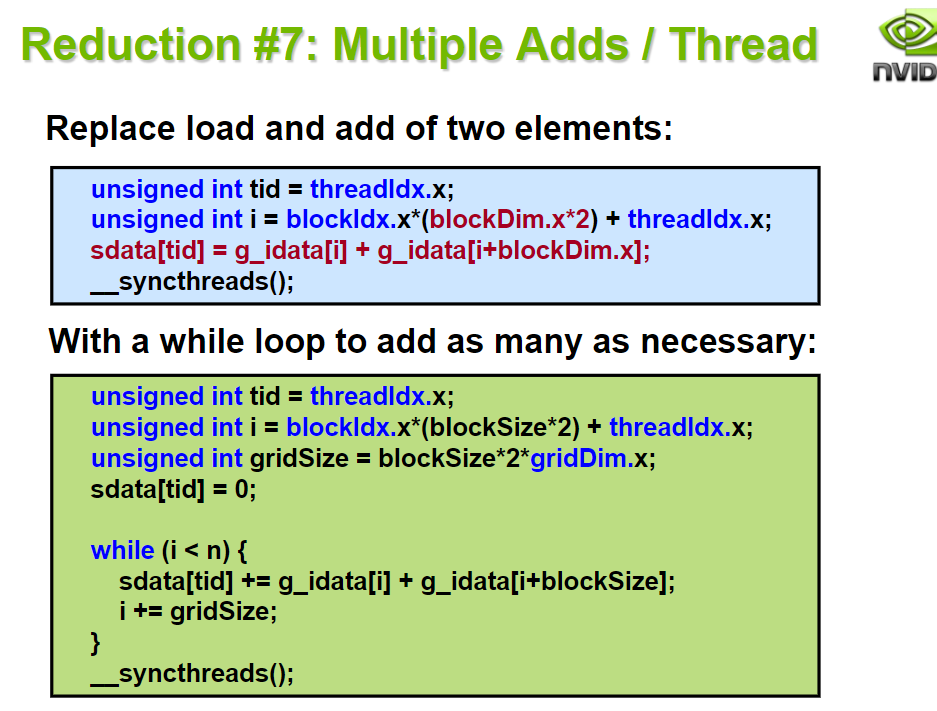 Reduction #7: Multiple Adds / Thread
NVID
Replace load and add of two elements:
unsigned int tid = threadIdx.x;
unsigned int i = blockIdx.x*(blockDim.x*2) + threadIdx.x;
sdata[tid] = g_idata[i] + g_idata[i+blockDim.x];
__syncthreads();
With a while loop to add as many as necessary:
unsigned int tid = threadIdx.x;
unsigned int i = blockIdx.x*(blockSize*2) + threadIdx.x;
unsigned int gridSize = blockSize*2*gridDim.x;
sdata[tid] = 0;
while (i < n) {
sdata[tid] += g_idata[i] + g_idata[i+blockSize];
i += gridSize;
}
__syncthreads();